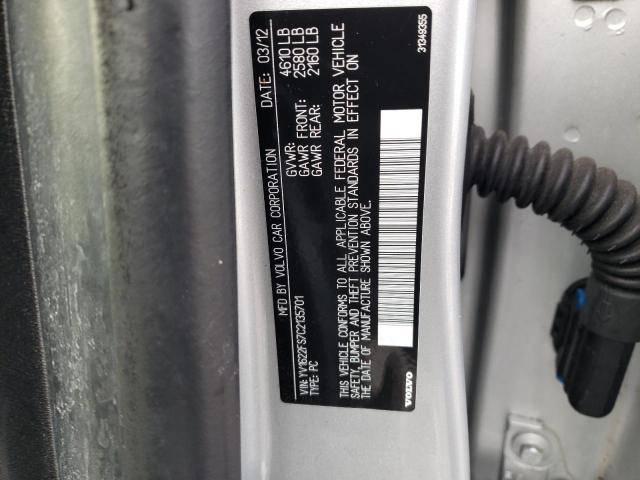 MFD BY VOLVO CAR CORPORATION DATE: 03/12
GVWR: 4610 LB
GAWR FRONT: 2580 LB
GAWR REAR: 2160 LB
VIN: YV1622FS7C2135701
TYPE: PC
THIS VEHICLE CONFORMS TO ALL APPLICABLE FEDERAL MOTOR VEHICLE
SAFETY, BUMPER AND THEFT PREVENTION STANDARDS IN EFFECT ON
THE DATE OF MANUFACTURE SHOWN ABOVE.
VOLVO 31349355